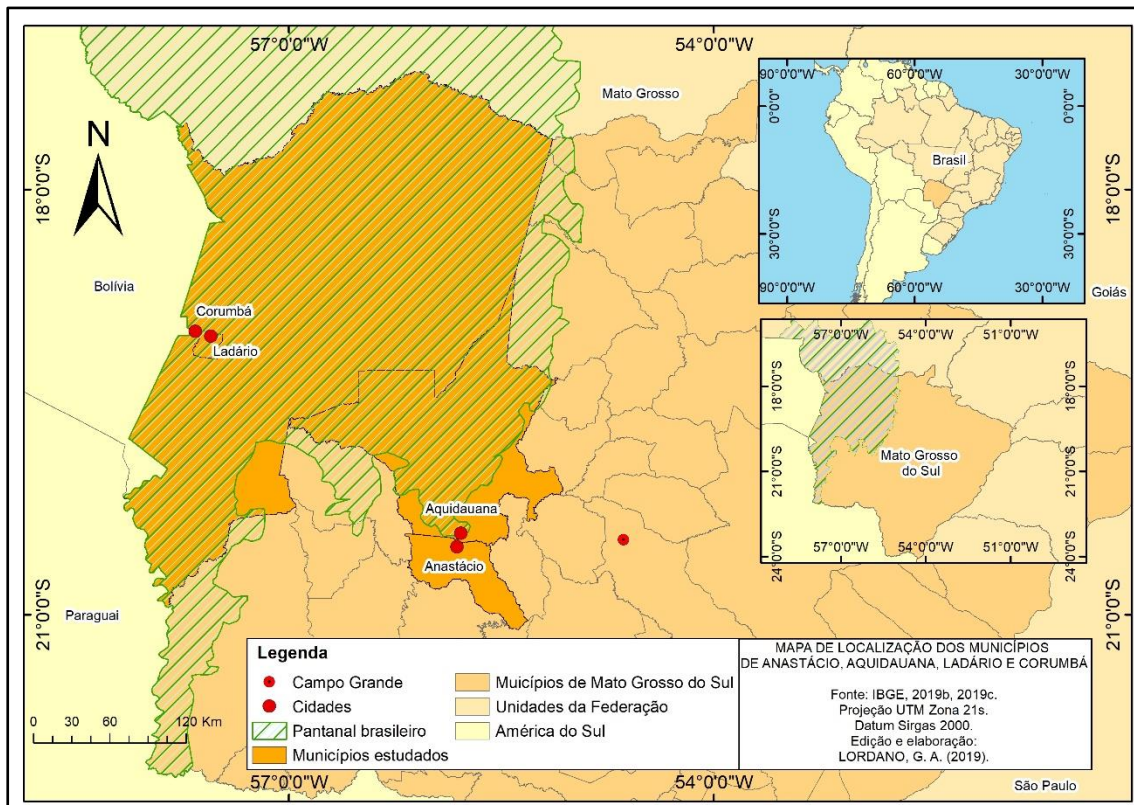 57°0'0"W
54°0'0"W
Mato Grosso
N
18°0'0"S
18°0'0"S
Bolívia
Corumbá
Ladário
Goiás
Aquidauana
Anastácio
Paraguai
21°0'0"S
21°0'0"S
São Paulo
57°0'0"W
54°0'0"W
90°0'0"W
60°0'0"W
30°0'0"W
0°0'0"
0°0'0"
Brasil
30°0'0"S
30°0'0"S
90°0'0"W
60°0'0"W
30°0'0"W
57°0'0"W
54°0'0"W
51°0'0"W
18°0'0"S
18°0'0"S
Mato Grosso
do Sul
21°0'0"S
21°0'0"S
24°0'0"S
24°0'0"S
57°0'0"W
54°0'0"W
51°0'0"W
0 30 60 120 Km
Legenda
Campo Grande
Cidades
Pantanal brasileiro
Municípios estudados
Muicípios de Mato Grosso do Sul
Unidades da Federação
América do Sul
MAPA DE LOCALIZAÇÃO DOS MUNICÍPIOS
DE ANASTÁCIO, AQUIDAUANA, LADÁRIO E CORUMBÁ
Fonte: IBGE, 2019b, 2019c.
Projeção UTM Zona 21s.
Datum Sirgas 2000.
Edição e elaboração:
LORDANO, G. A. (2019).